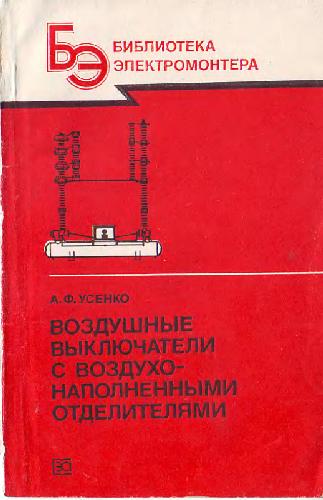 БЭ
БИБЛИОТЕКА
ЭЛЕКТРОМОНТЕРА
А.Ф.УСЕНКО
ВОЗДУШНЫЕ
ВЫКЛЮЧАТЕЛИ
С ВОЗДУХО-
НАПОЛНЕННЫМИ
ОТДЕЛИТЕЛЯМИ